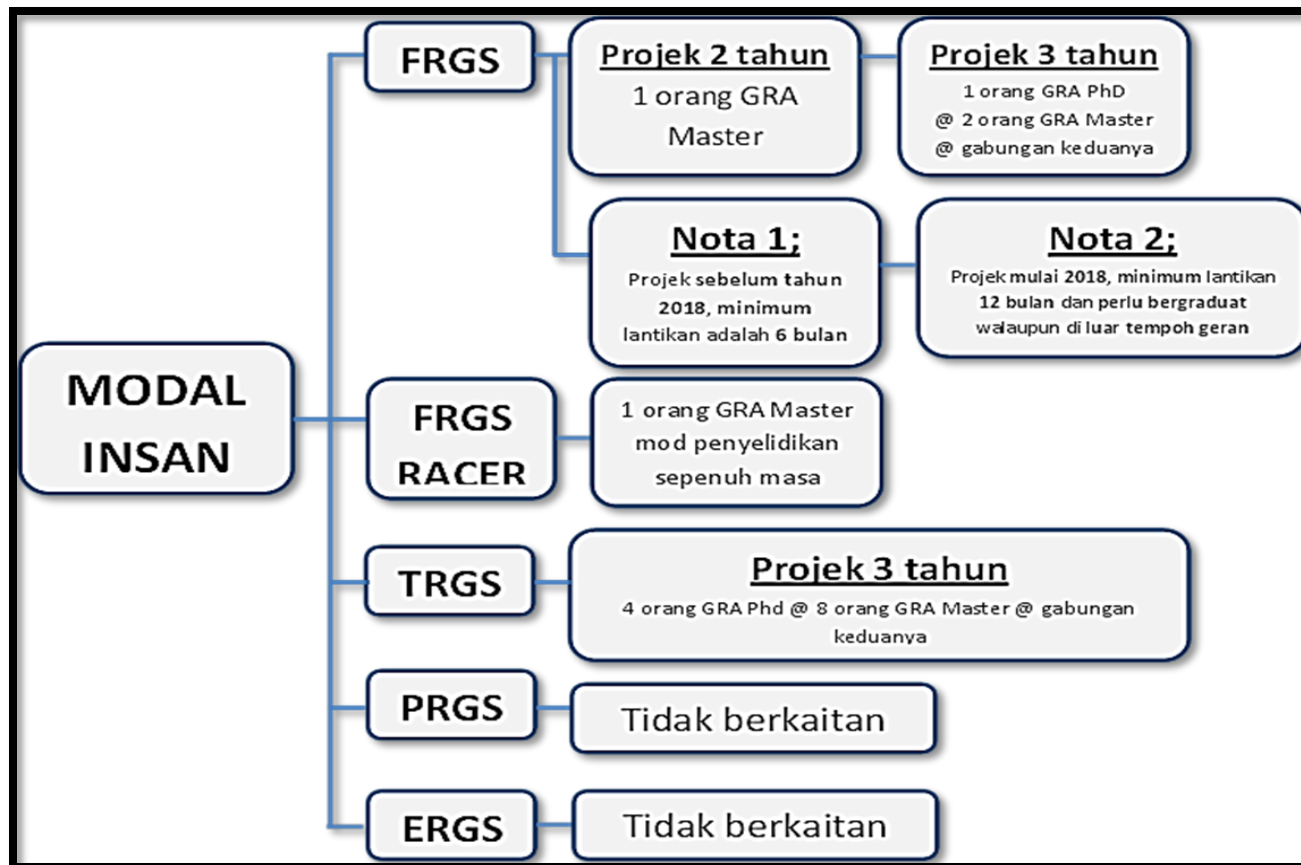 MODAL
INSAN
FRGS
Projek 2 tahun
1 orang GRA
Master
Projek 3 tahun
1 orang GRA PhD
@ 2 orang GRA Master
@ gabungan keduanya
Nota 1;
Projek sebelum tahun
2018, minimum
lantikan adalah 6 bulan
Nota 2;
Projek mulai 2018, minimum lantikan
12 bulan dan perlu bergraduat
walaupun di luar tempoh geran
FRGS
RACER
1 orang GRA Master
mod penyelidikan
sepenuh masa
TRGS
Projek 3 tahun
4 orang GRA Phd @ 8 orang GRA Master @ gabungan
keduanya
PRGS
Tidak berkaitan
ERGS
Tidak berkaitan